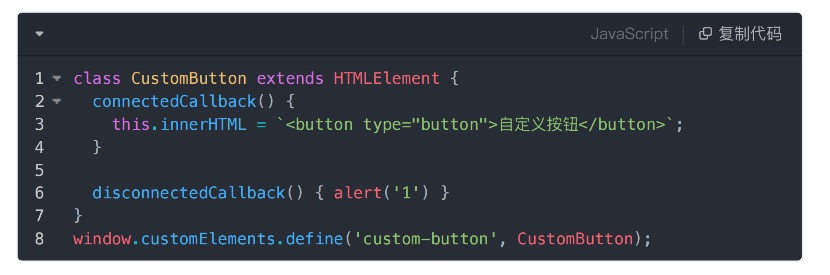 JavaScript 复制代码
1 class CustomButton extends HTMLElement {
2   connectedCallback() {
3     this.innerHTML = `<button type="button">自定义按钮</button>`;
4   }
5
6   disconnectedCallback() { alert('1') }
7 }
8 window.customElements.define('custom-button', CustomButton);